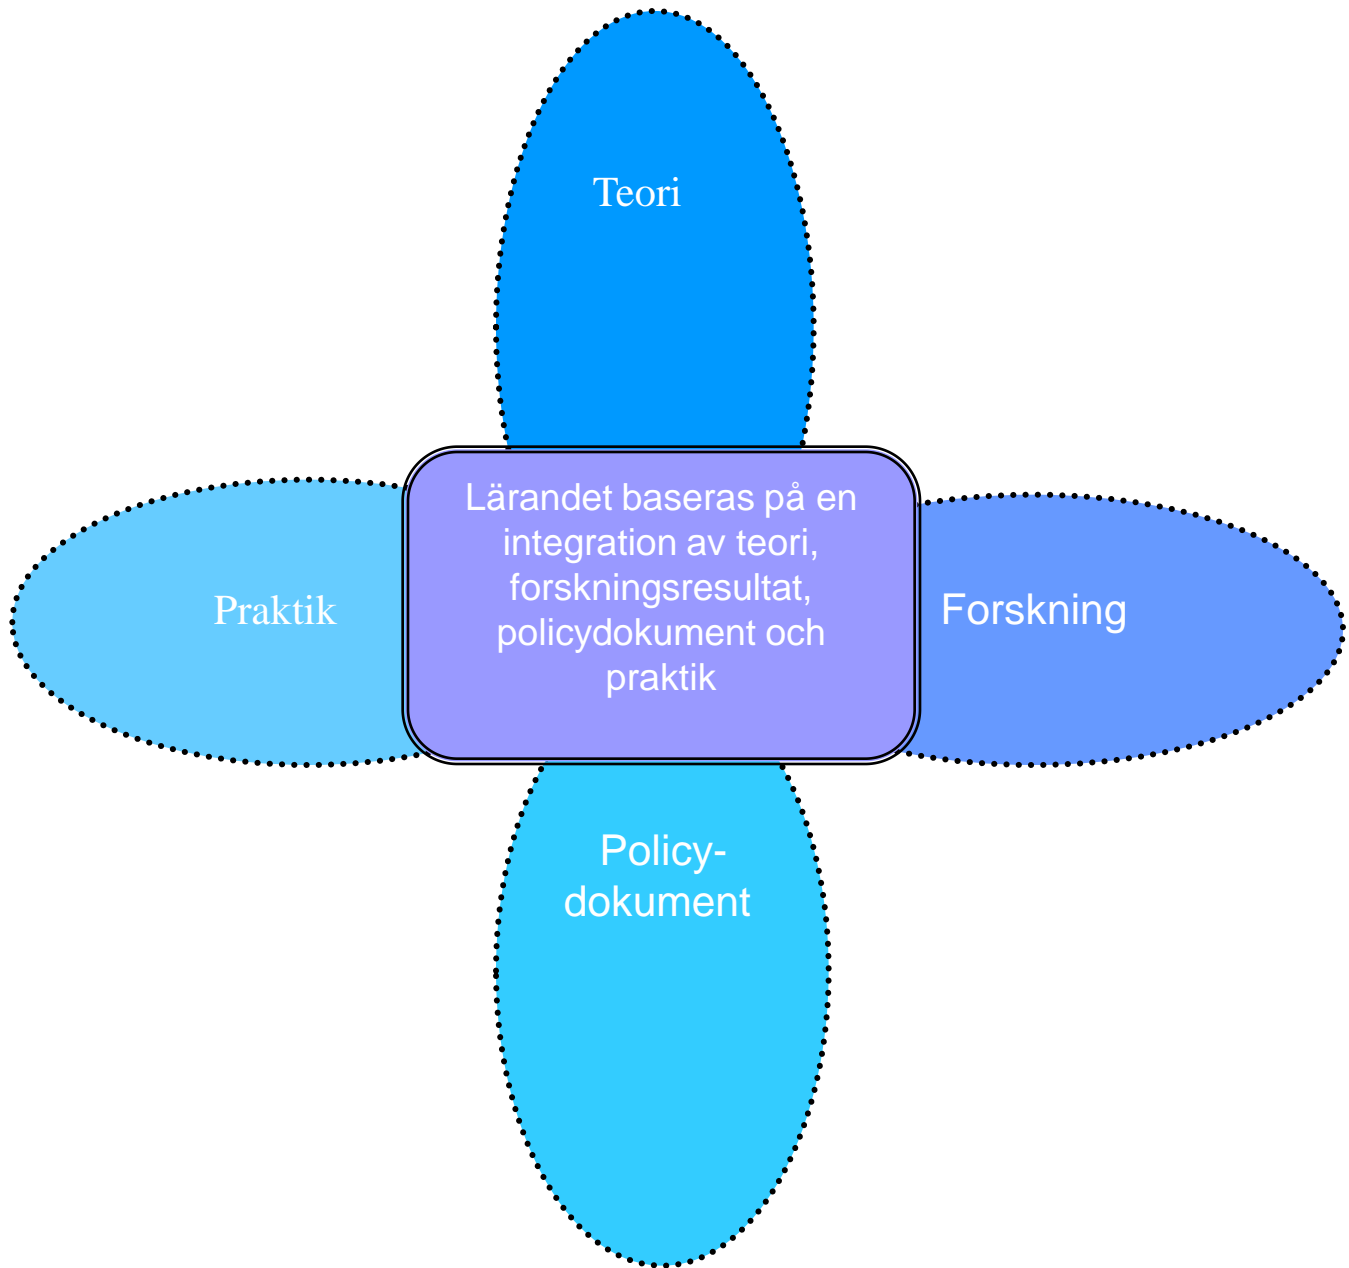 Teori
Lärandet baseras på en
integration av teori,
forskningsresultat,
policydokument och
praktik
Praktik
Forskning
Policy-
dokument